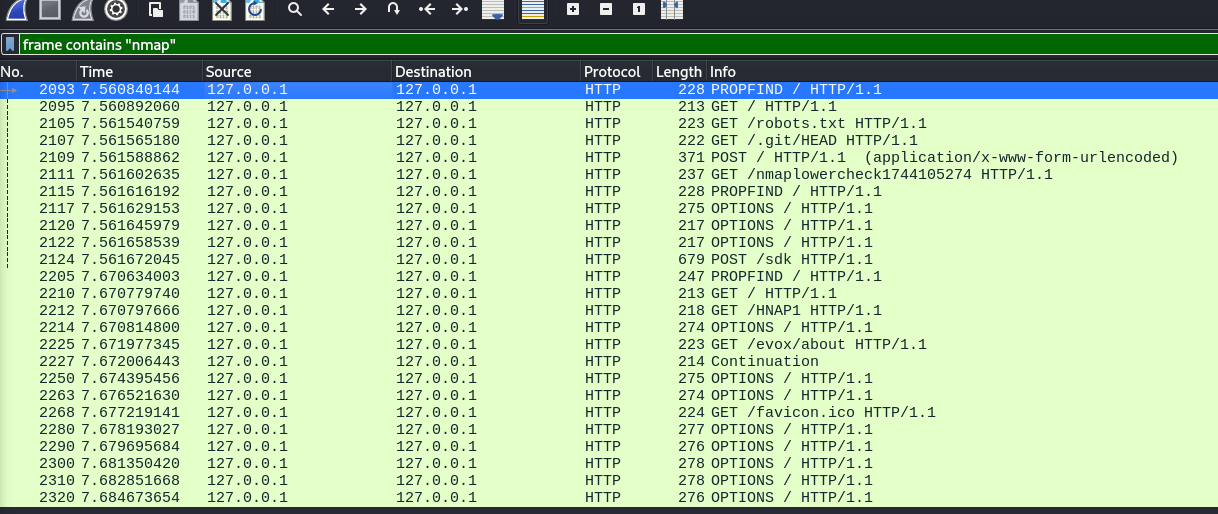 1
frame contains "nmap"
No. Time Source Destination Protocol Length Info
2093 7.560840144 127.0.0.1 127.0.0.1 HTTP 228 PROPFIND / HTTP/1.1
2095 7.560892060 127.0.0.1 127.0.0.1 HTTP 213 GET / HTTP/1.1
2105 7.561540759 127.0.0.1 127.0.0.1 HTTP 223 GET /robots.txt HTTP/1.1
2107 7.561565180 127.0.0.1 127.0.0.1 HTTP 222 GET /.git/HEAD HTTP/1.1
2109 7.561588862 127.0.0.1 127.0.0.1 HTTP 371 POST / HTTP/1.1  (application/x-www-form-urlencoded)
2111 7.561602635 127.0.0.1 127.0.0.1 HTTP 237 GET /nmaplowercheck1744105274 HTTP/1.1
2115 7.561616192 127.0.0.1 127.0.0.1 HTTP 228 PROPFIND / HTTP/1.1
2117 7.561629153 127.0.0.1 127.0.0.1 HTTP 275 OPTIONS / HTTP/1.1
2120 7.561645979 127.0.0.1 127.0.0.1 HTTP 217 OPTIONS / HTTP/1.1
2122 7.561658539 127.0.0.1 127.0.0.1 HTTP 217 OPTIONS / HTTP/1.1
2124 7.561672045 127.0.0.1 127.0.0.1 HTTP 679 POST /sdk HTTP/1.1
2205 7.670634003 127.0.0.1 127.0.0.1 HTTP 247 PROPFIND / HTTP/1.1
2210 7.670779740 127.0.0.1 127.0.0.1 HTTP 213 GET / HTTP/1.1
2212 7.670797666 127.0.0.1 127.0.0.1 HTTP 218 GET /HNAP1 HTTP/1.1
2214 7.670814800 127.0.0.1 127.0.0.1 HTTP 274 OPTIONS / HTTP/1.1
2225 7.671977345 127.0.0.1 127.0.0.1 HTTP 223 GET /evox/about HTTP/1.1
2227 7.672006443 127.0.0.1 127.0.0.1 HTTP 214 Continuation
2250 7.674395456 127.0.0.1 127.0.0.1 HTTP 275 OPTIONS / HTTP/1.1
2263 7.676521630 127.0.0.1 127.0.0.1 HTTP 274 OPTIONS / HTTP/1.1
2268 7.677219141 127.0.0.1 127.0.0.1 HTTP 224 GET /favicon.ico HTTP/1.1
2280 7.678193027 127.0.0.1 127.0.0.1 HTTP 277 OPTIONS / HTTP/1.1
2290 7.679695684 127.0.0.1 127.0.0.1 HTTP 276 OPTIONS / HTTP/1.1
2300 7.681350420 127.0.0.1 127.0.0.1 HTTP 278 OPTIONS / HTTP/1.1
2310 7.682851668 127.0.0.1 127.0.0.1 HTTP 278 OPTIONS / HTTP/1.1
2320 7.684673654 127.0.0.1 127.0.0.1 HTTP 276 OPTIONS / HTTP/1.1